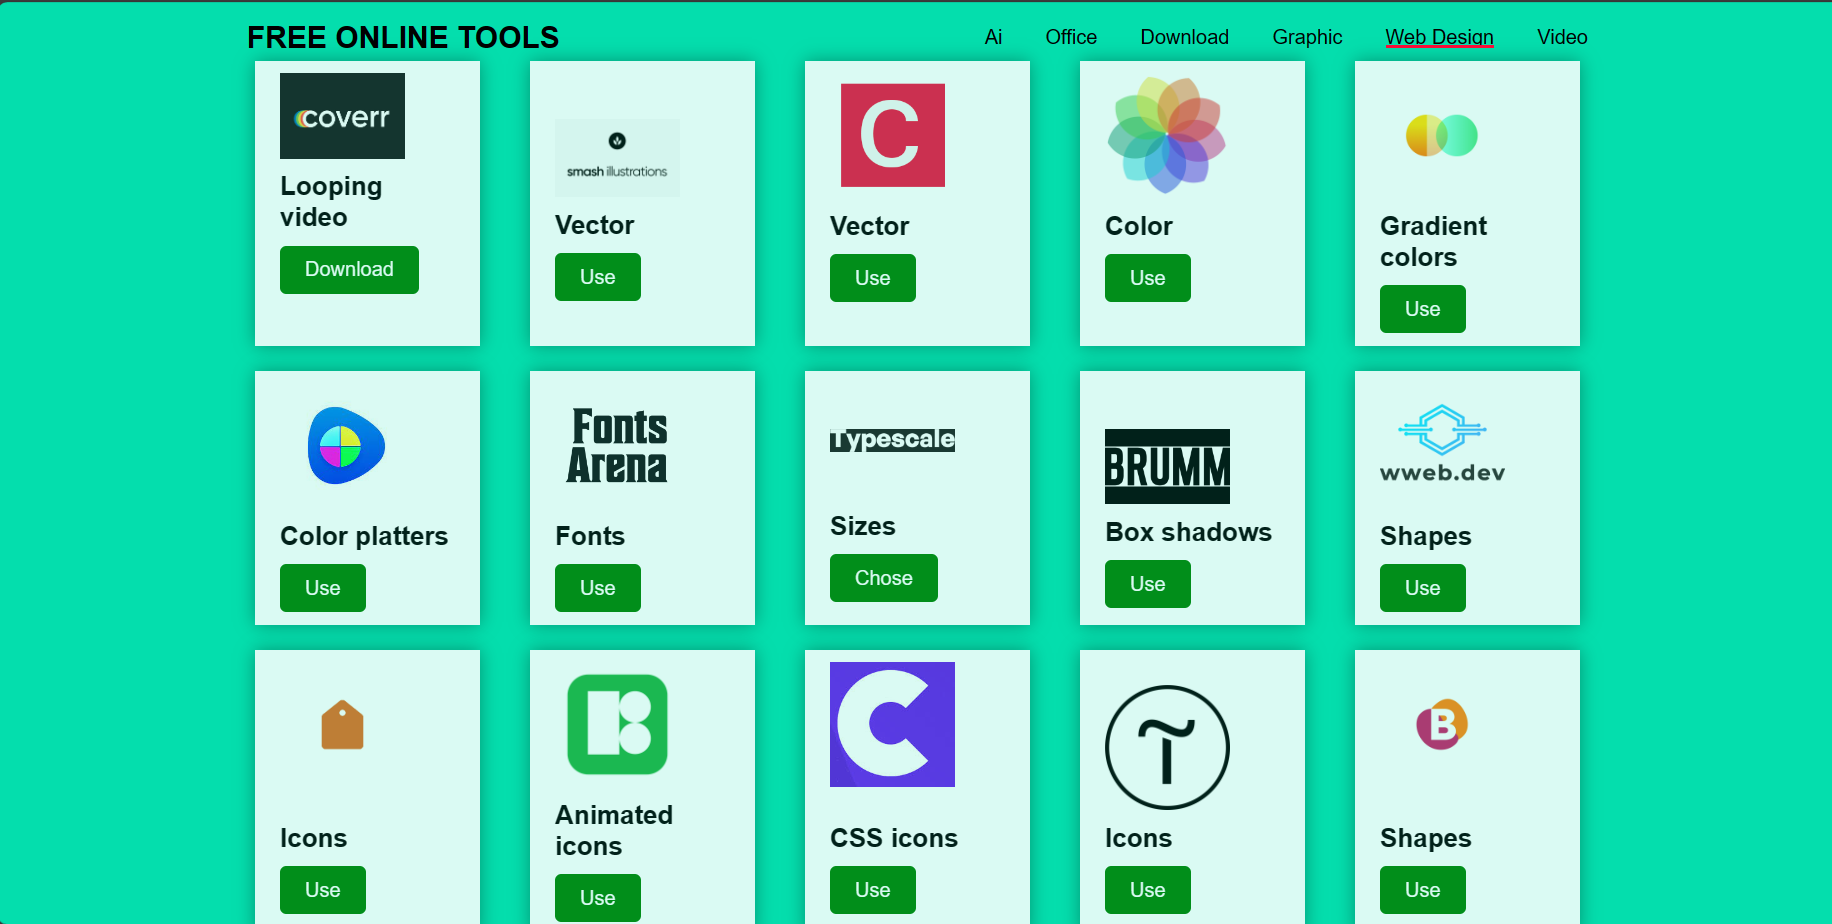 FREE ONLINE TOOLS
Ai Office Download Graphic Web Design Video
coverr
Looping
video
Download
smash illustrations
Vector
Use
C
Vector
Use
Color
Use
Gradient
colors
Use
Color platters
Use
Fonts
Arena
Fonts
Use
Typescale
Sizes
Chose
BRUMM
Box shadows
Use
wweb.dev
Shapes
Use
Icons
Use
Animated
icons
Use
C
CSS icons
Use
Icons
Use
B
Shapes
Use